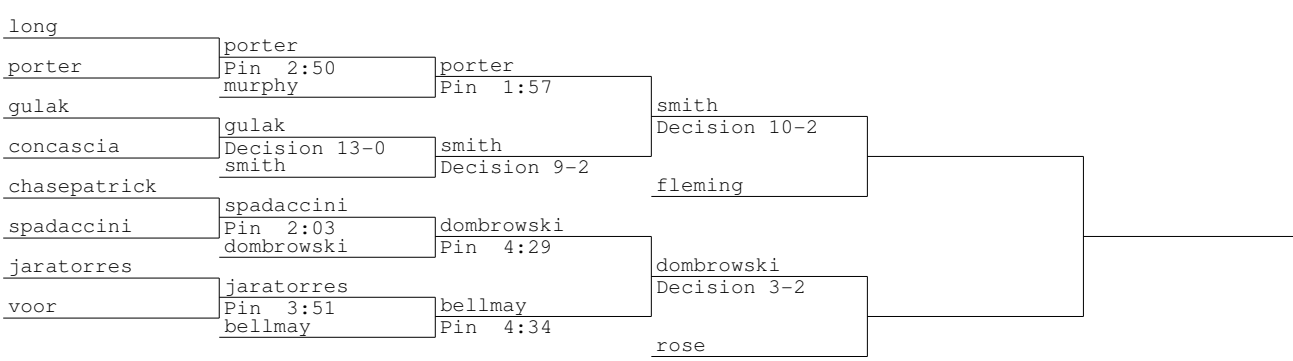 long
porter
gulak
concascia
chasepatrick
spadaccini
jaratorres
voor
porter
Pin 2:50
murphy
gulak
Decision 13-0
smith
spadaccini
Pin 2:03
dombrowski
jaratorres
Pin 3:51
bellmay
porter
Pin 1:57
smith
Decision 9-2
dombrowski
Pin 4:29
bellmay
Pin 4:34
smith
Decision 10-2
fleming
dombrowski
Decision 3-2
rose